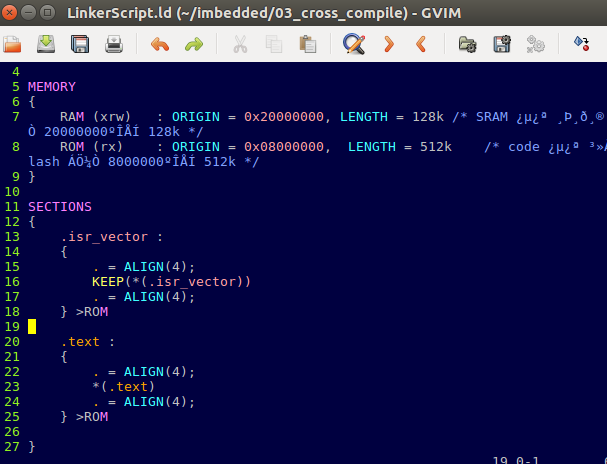 LinkerScript.ld (~/imbedded/03_cross_compile) - GVIM
4
5 MEMORY
6 {
7     RAM (xrw)   : ORIGIN = 0x20000000, LENGTH = 128k /* SRAM ¿µ¿ª ¸Þ¸ð¸®
Ò 20000000ºÎÅÍ 128k */
8     ROM (rx)    : ORIGIN = 0x08000000,  LENGTH = 512k    /* code ¿µ¿ª ³»
lash ÁÖ¼Ò 8000000ºÎÅÍ 512k */
9 }
10
11 SECTIONS
12 {
13     .isr_vector :
14     {
15         . = ALIGN(4);
16         KEEP(*(.isr_vector))
17         . = ALIGN(4);
18     } >ROM
19
20     .text :
21     {
22         . = ALIGN(4);
23         *(.text)
24         . = ALIGN(4);
25     } >ROM
26
27 }
19,0-1